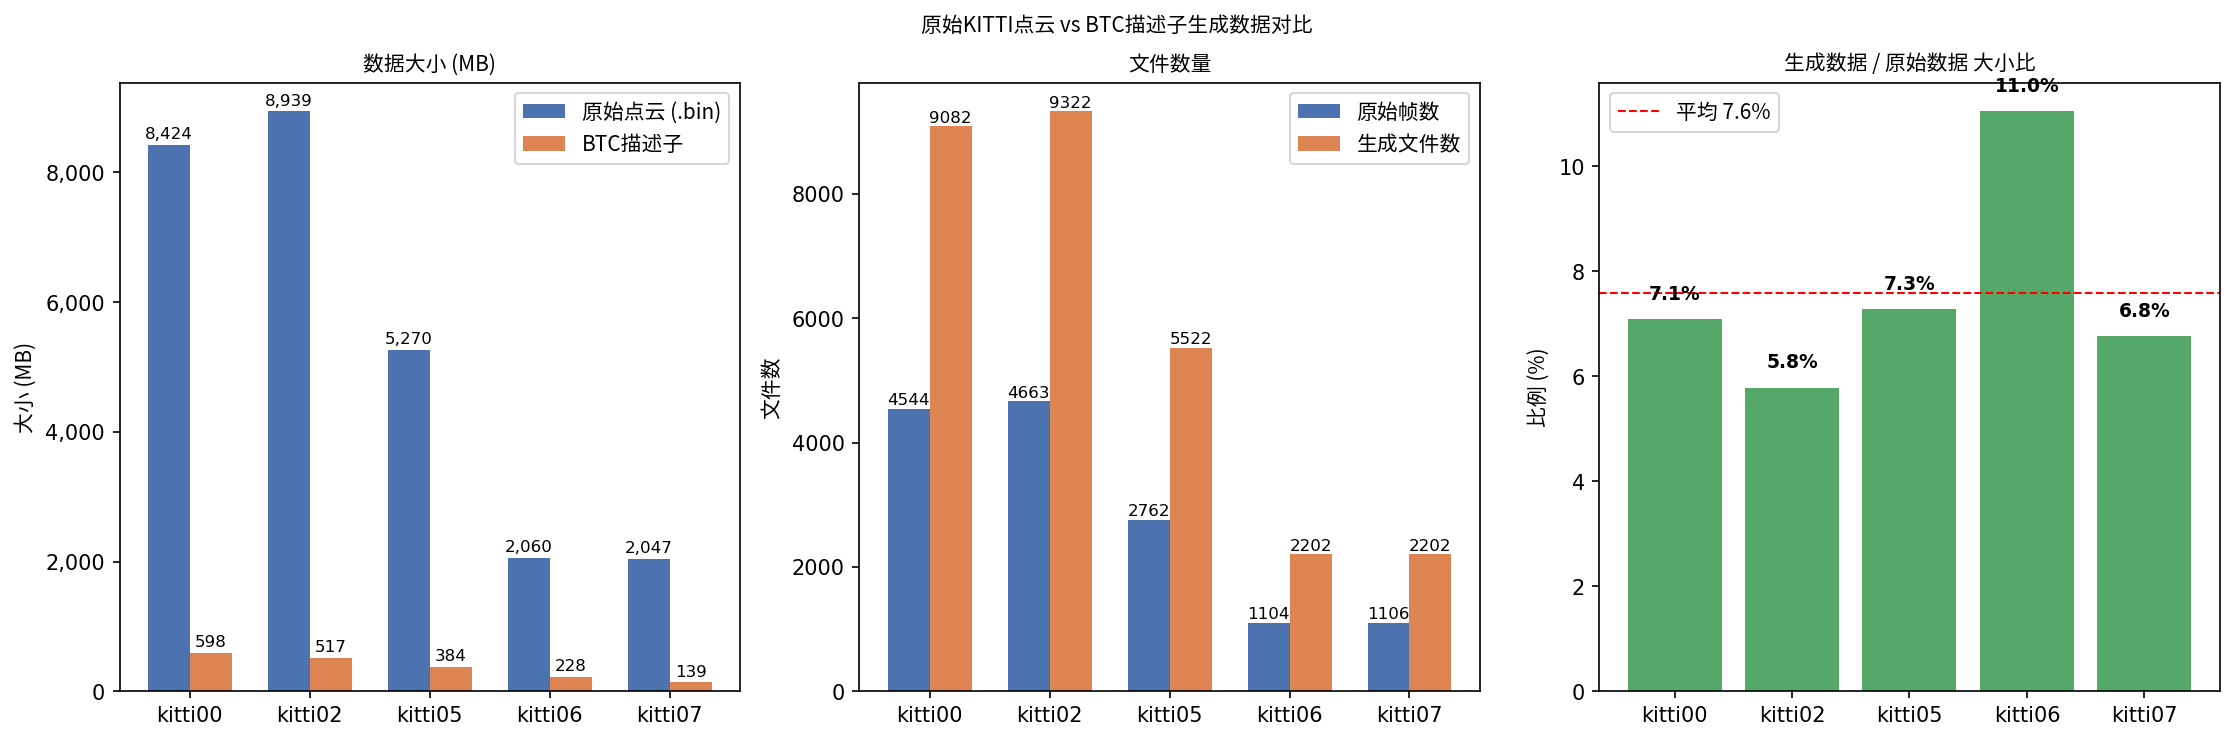 原始KITTI点云 vs BTC描述子生成数据对比
数据大小 (MB)
大小 (MB)
8,000
6,000
4,000
2,000
0
原始点云 (.bin)
BTC描述子
8,424
8,939
5,270
2,060
2,047
598
517
384
228
139
kitti00
kitti02
kitti05
kitti06
kitti07
文件数量
文件数
8000
6000
4000
2000
0
原始帧数
生成文件数
9082
9322
4544
4663
5522
2762
2202
2202
1104
1106
kitti00
kitti02
kitti05
kitti06
kitti07
生成数据 / 原始数据 大小比
比例 (%)
10
8
6
4
2
0
平均 7.6%
7.1%
5.8%
7.3%
11.0%
6.8%
kitti00
kitti02
kitti05
kitti06
kitti07